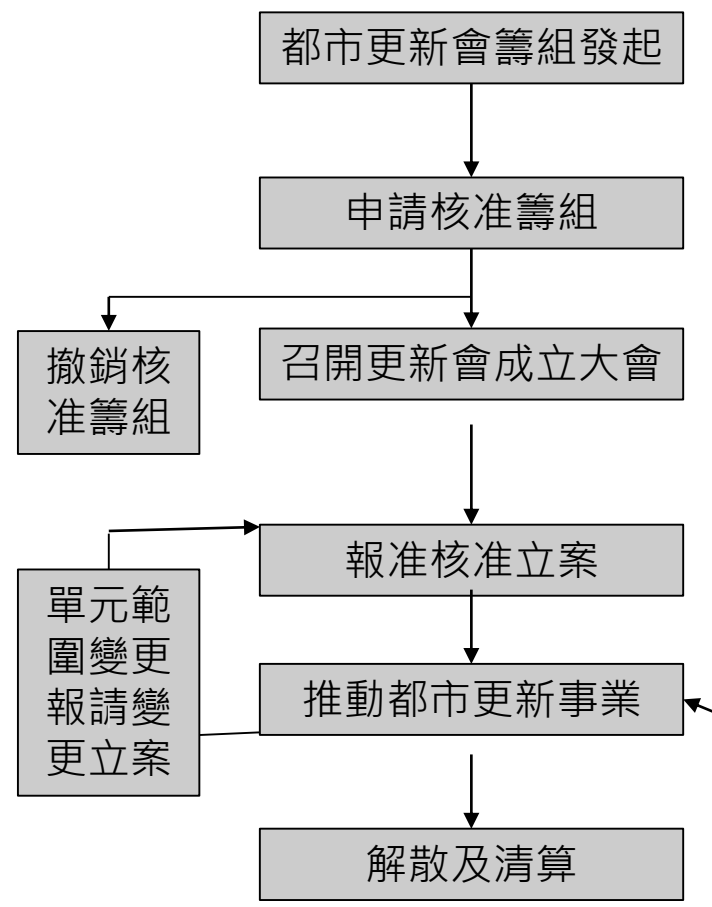 都市更新會籌組發起
申請核准籌組
撤銷核
准籌組
召開更新會成立大會
報准核准立案
單元範
圍變更
報請變
更立案
推動都市更新事業
解散及清算